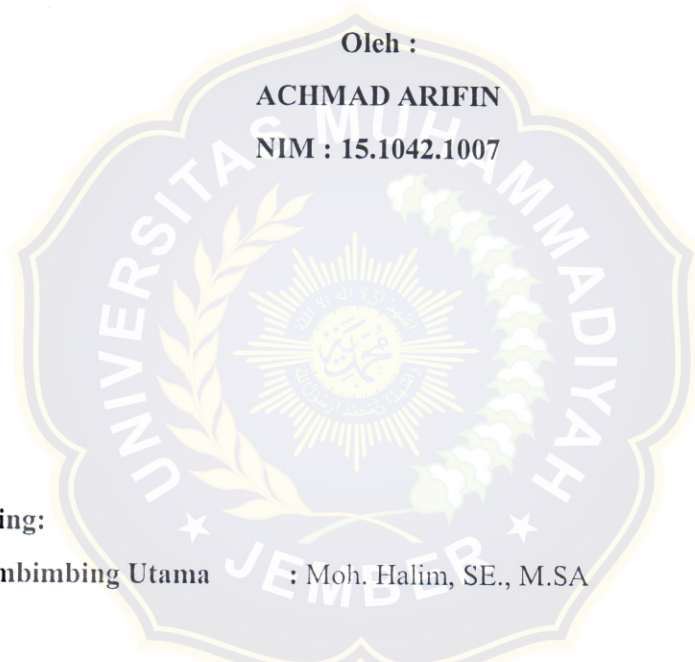 Oleh :
ACHMAD ARIFIN
NIM : 15.1042.1007
UNIVERSITAS MUHAMMADIYAH
ing:
mbimbing Utama : Moh. Halim, SE., M.SA
JEMBER